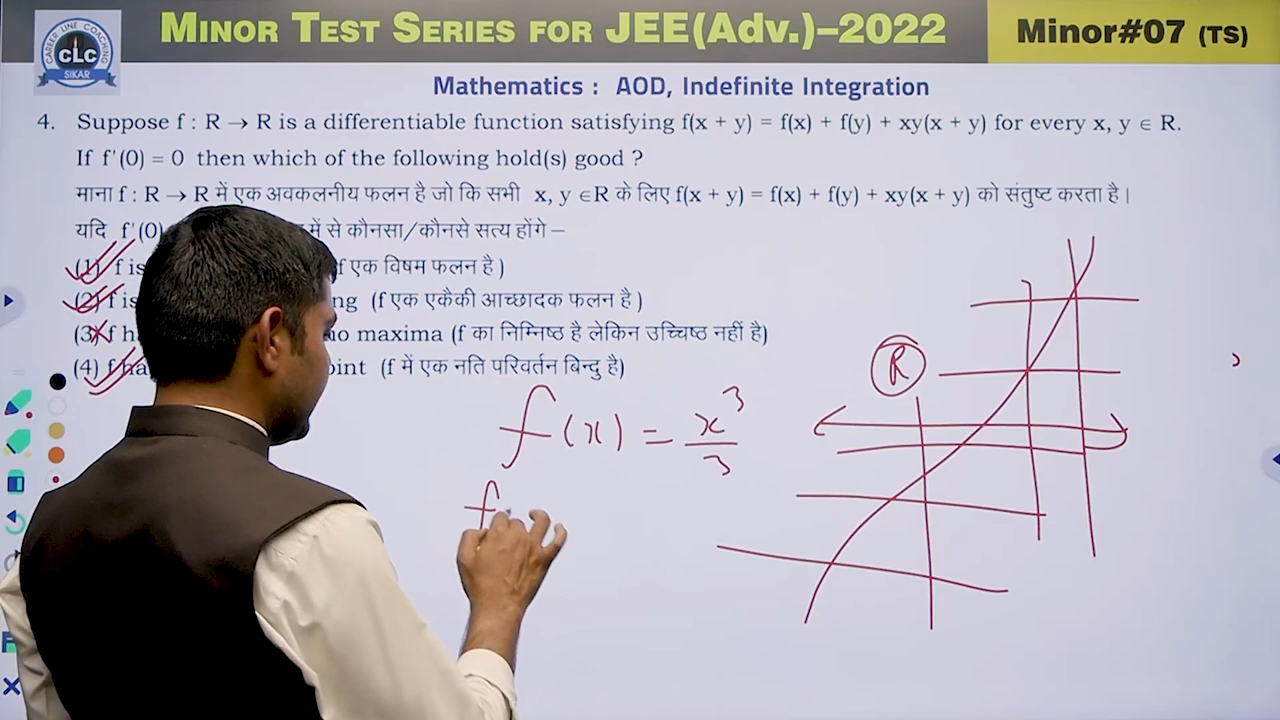 CAREER LINE COACHING
CLC
SIKAR
MINOR TEST SERIES FOR JEE(Adv.)–2022
Minor#07 (TS)
Mathematics : AOD, Indefinite Integration
4. Suppose f : R → R is a differentiable function satisfying f(x + y) = f(x) + f(y) + xy(x + y) for every x, y ∈ R.
If f'(0) = 0 then which of the following hold(s) good ?
माना f : R → R में एक अवकलनीय फलन है जो कि सभी x, y ∈R के लिए f(x + y) = f(x) + f(y) + xy(x + y) को संतुष्ट करता है।
यदि f'(0) में से कौनसा/कौनसे सत्य होंगे –
(1) f is f एक विषम फलन है )
(2) f is ng (f एक एकैकी आच्छादक फलन है )
(3) f ha no maxima (f का निम्निष्ठ है लेकिन उच्चिष्ठ नहीं है)
(4) f ha oint (f में एक नति परिवर्तन बिन्दु है)
R
f(x) = x³/3
f